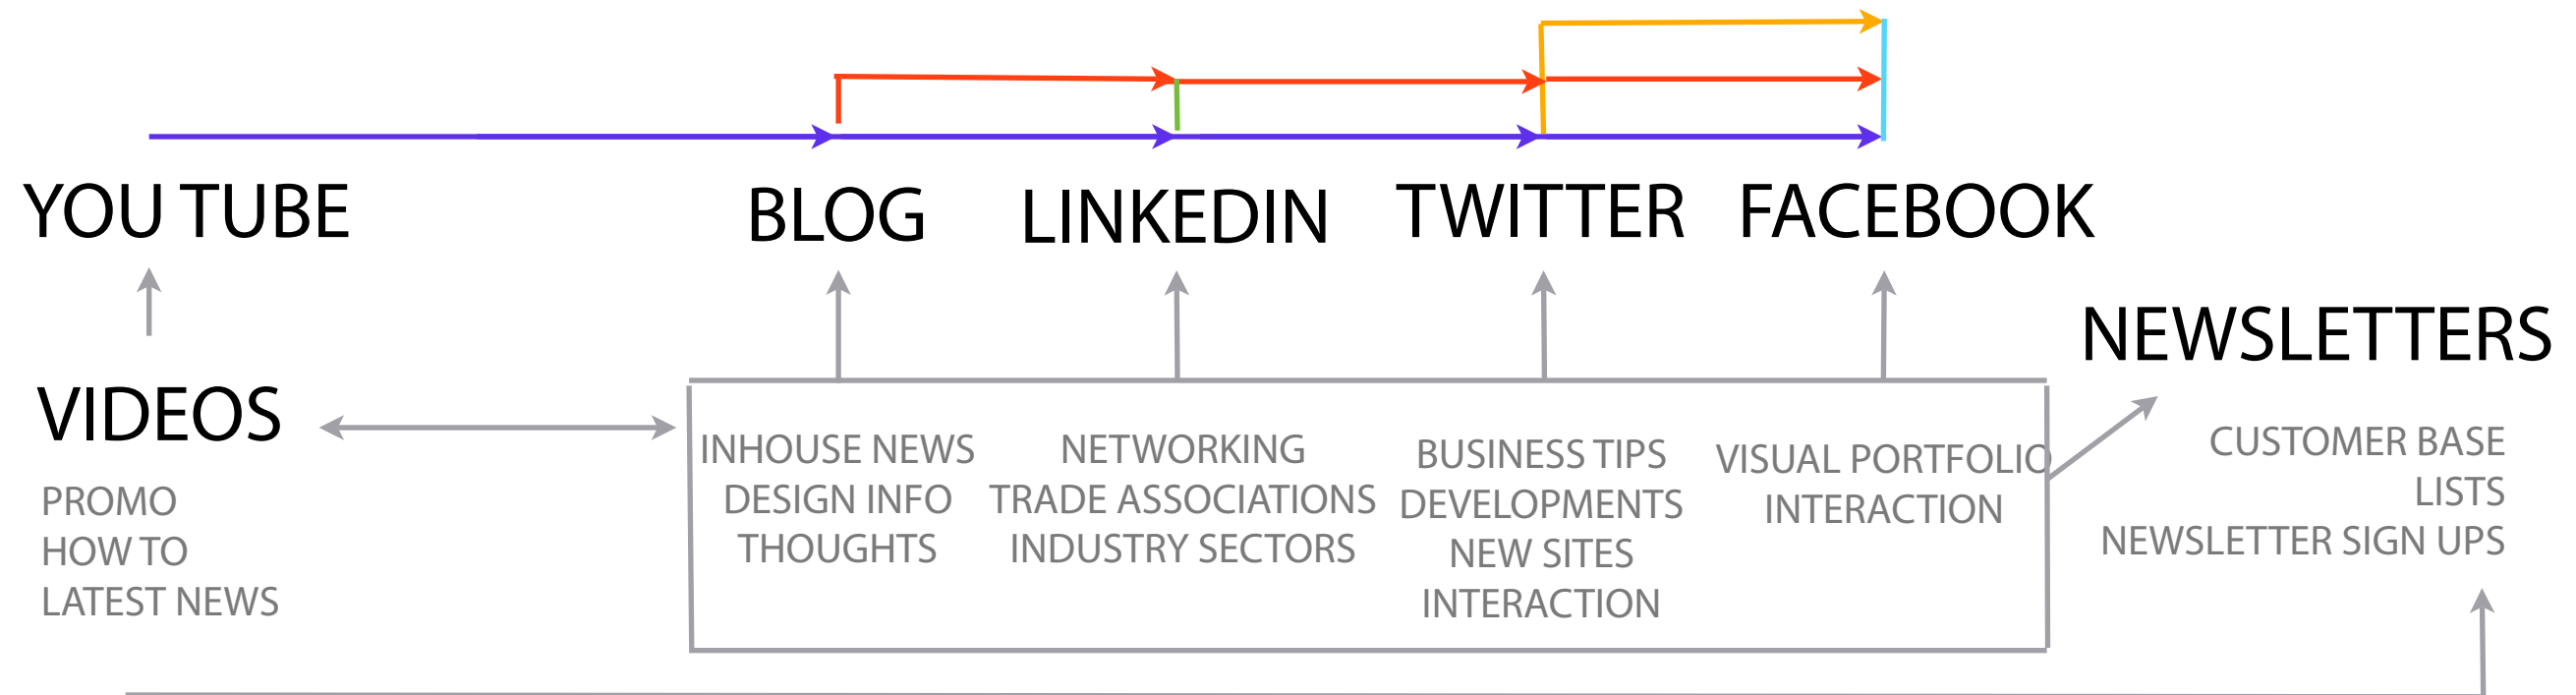 YOU TUBE
BLOG
LINKEDIN
TWITTER
FACEBOOK
VIDEOS
PROMO
HOW TO
LATEST NEWS
INHOUSE NEWS
DESIGN INFO
THOUGHTS
NETWORKING
TRADE ASSOCIATIONS
INDUSTRY SECTORS
BUSINESS TIPS
DEVELOPMENTS
NEW SITES
INTERACTION
VISUAL PORTFOLIO
INTERACTION
NEWSLETTERS
CUSTOMER BASE
LISTS
NEWSLETTER SIGN UPS